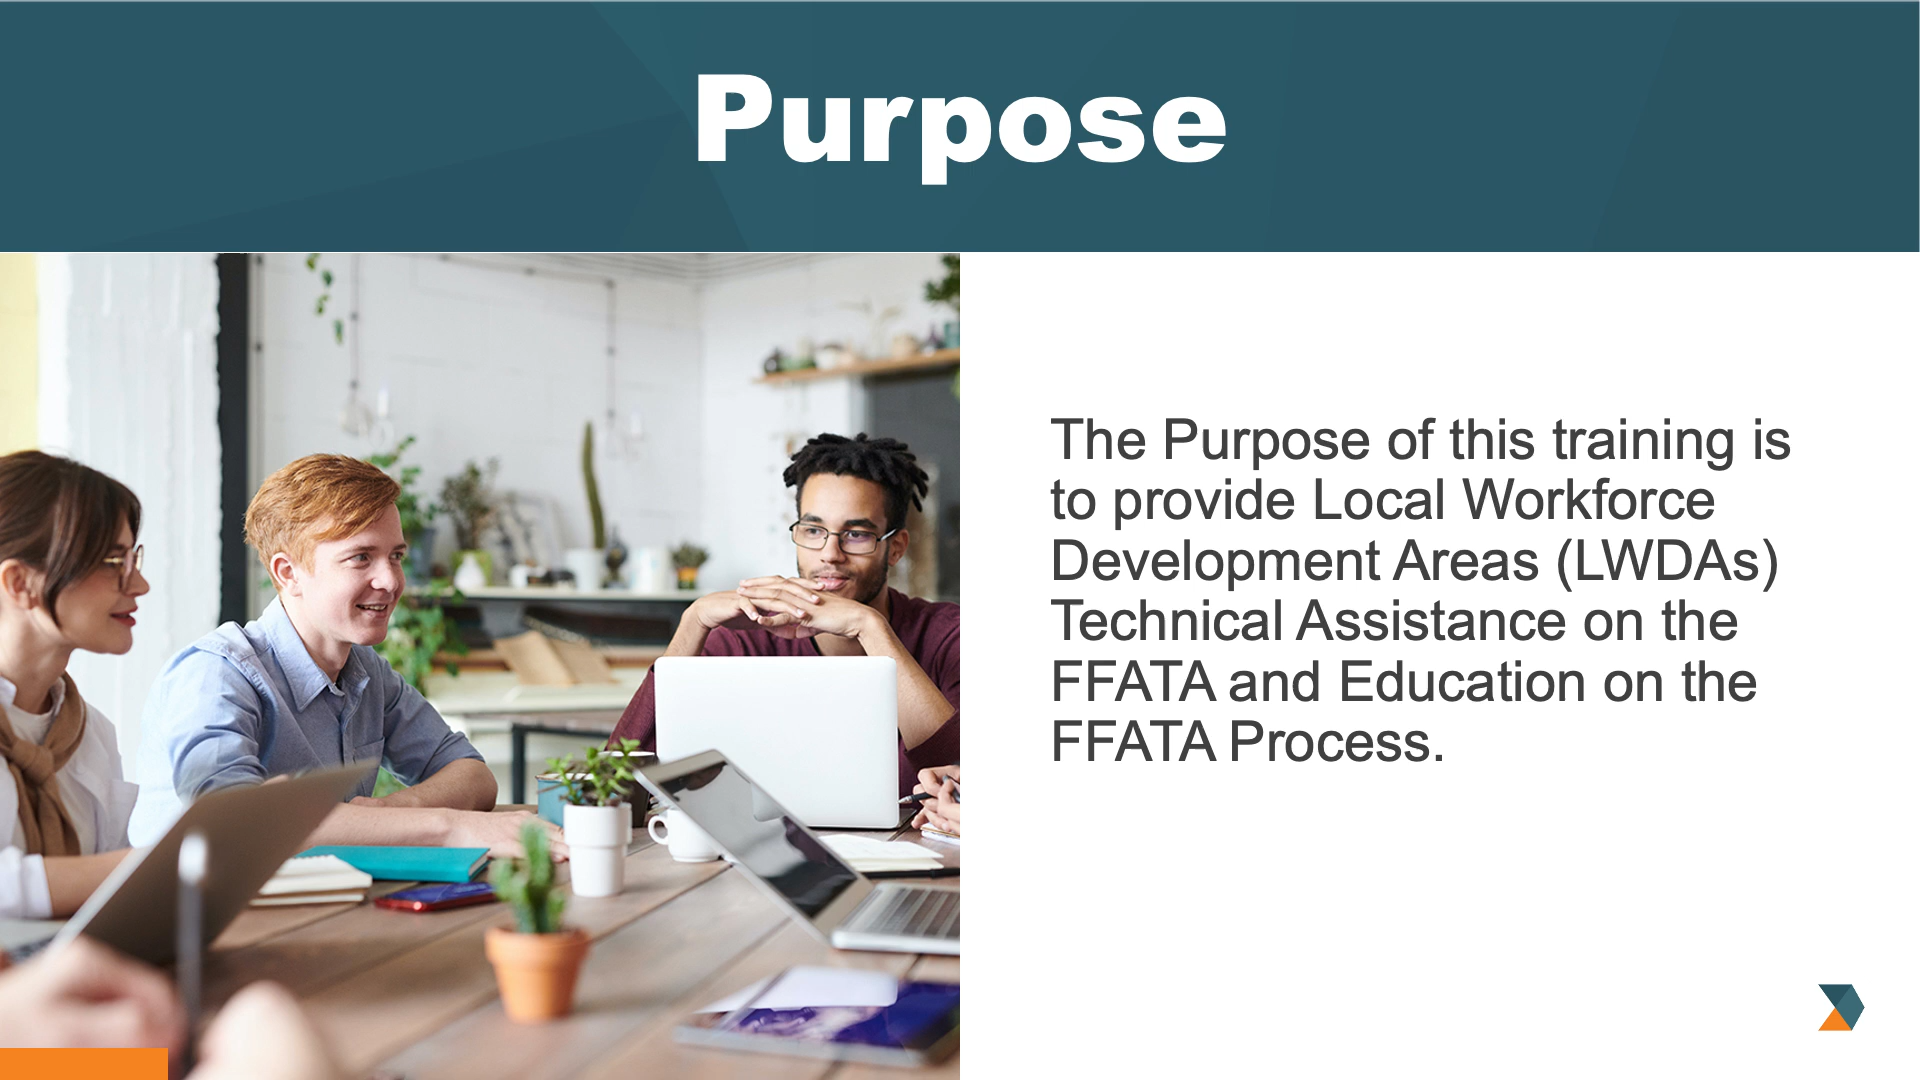 Purpose
The Purpose of this training is
to provide Local Workforce
Development Areas (LWDAs)
Technical Assistance on the
FFATA and Education on the
FFATA Process.